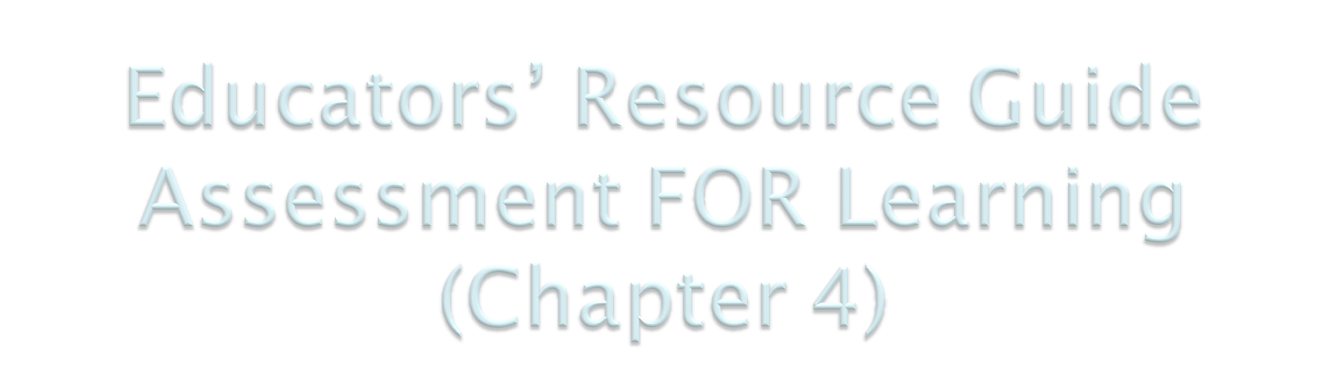 Educators’ Resource Guide
Assessment FOR Learning
(Chapter 4)